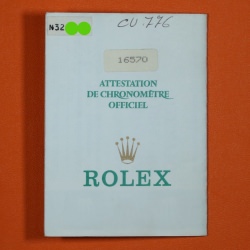 N32
CU.776
16570
ATTESTATION
DE CHRONOMÈTRE
OFFICIEL
ROLEX